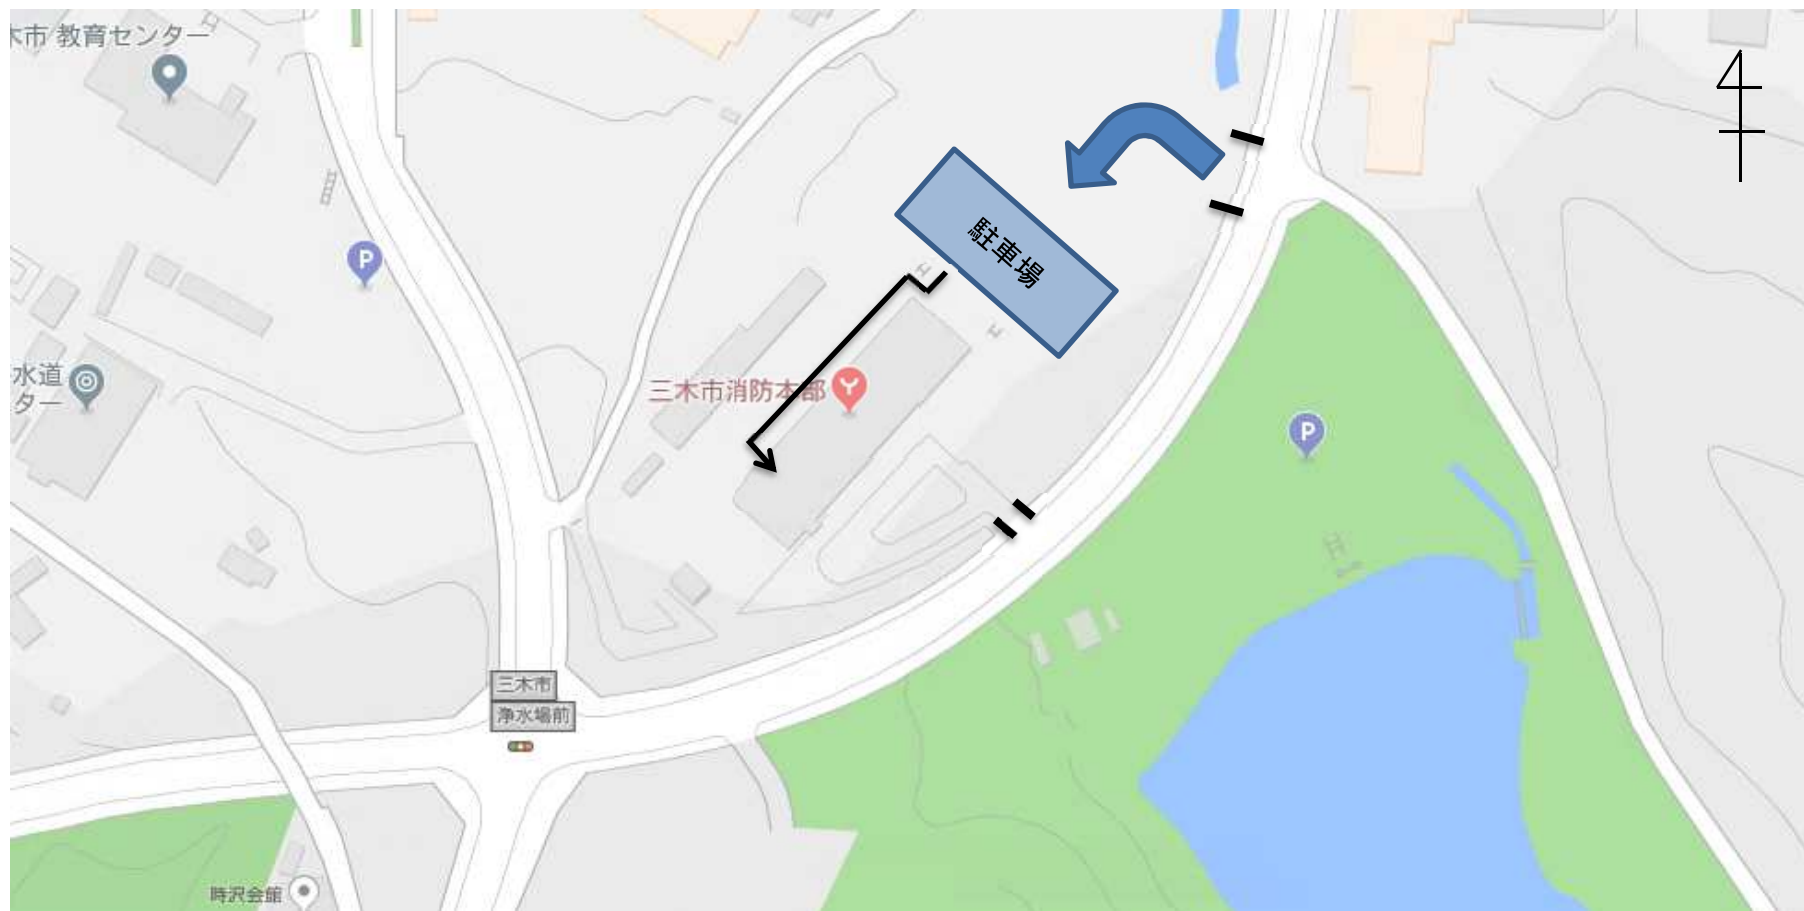 木市 教育センター
P
駐車場
水道
ター
三木市消防本部
P
三木市
浄水場前
時沢会館